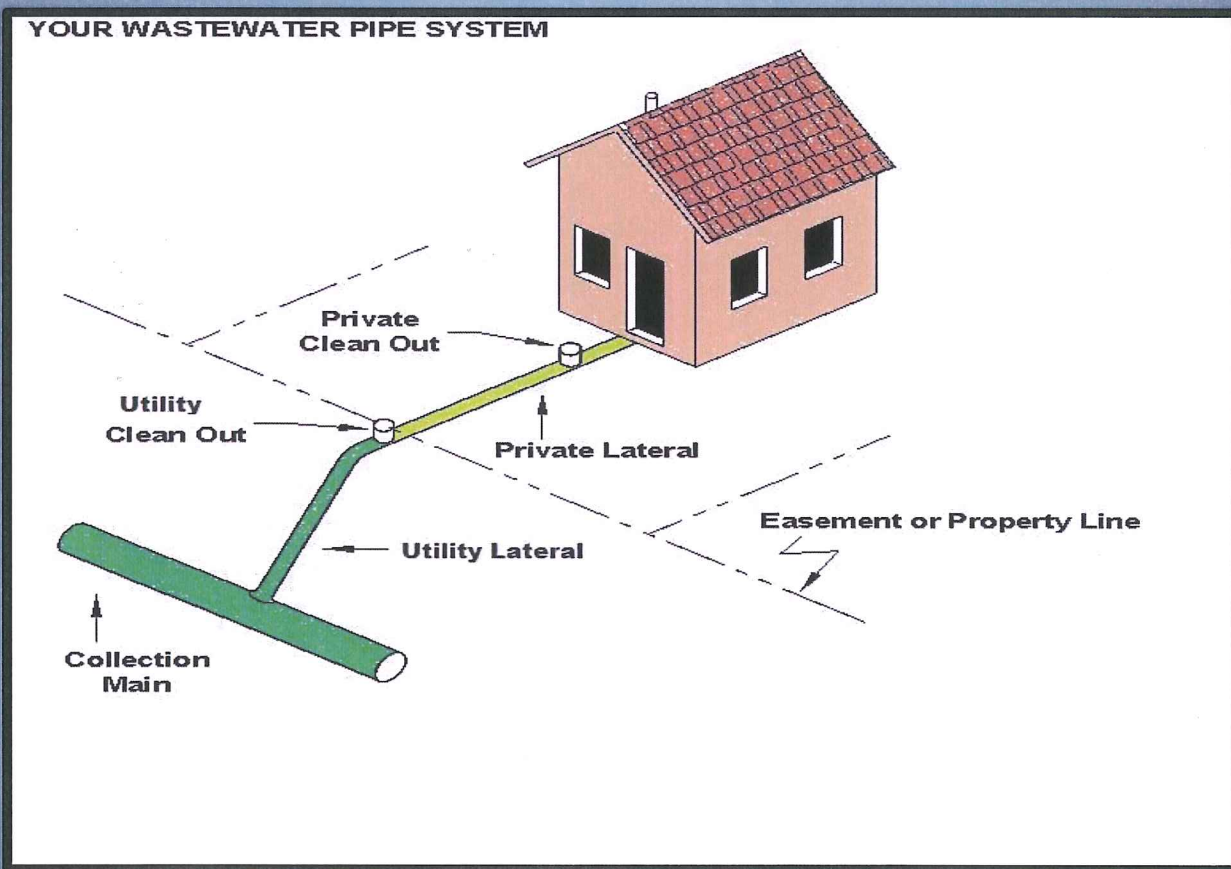 YOUR WASTEWATER PIPE SYSTEM
Private
Clean Out
Utility
Clean Out
Private Lateral
Easement or Property Line
Utility Lateral
Collection
Main